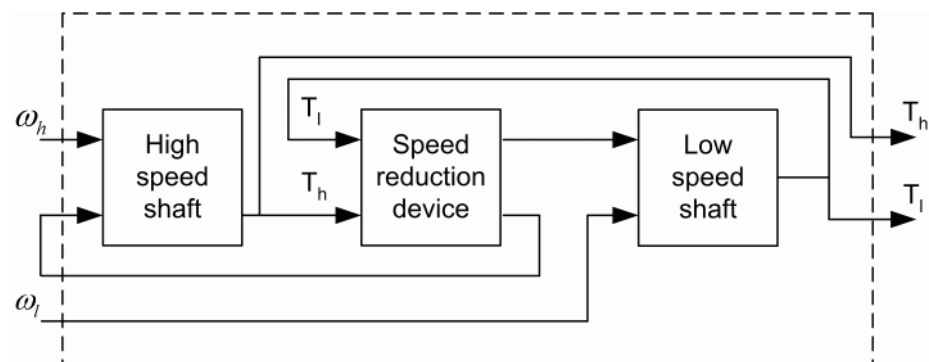 ω_h
High
speed
shaft
T_l
T_h
Speed
reduction
device
Low
speed
shaft
T_h
T_l
ω_l